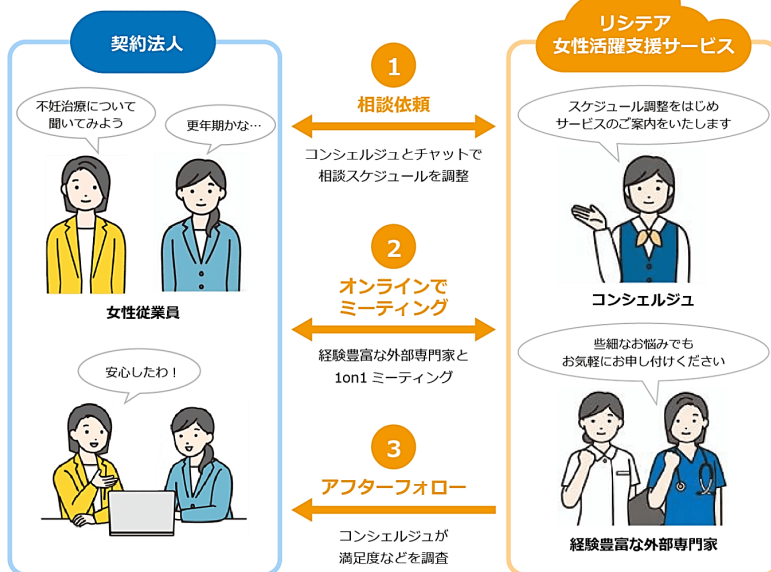 契約法人
不妊治療について
聞いてみよう
更年期かな…
女性従業員
安心したわ！
1
相談依頼
コンシェルジュとチャットで
相談スケジュールを調整
2
オンラインで
ミーティング
経験豊富な外部専門家と
1on1 ミーティング
3
アフターフォロー
コンシェルジュが
満足度などを調査
リシテア
女性活躍支援サービス
スケジュール調整をはじめ
サービスのご案内をいたします
コンシェルジュ
些細なお悩みでも
お気軽にお申し付けください
経験豊富な外部専門家